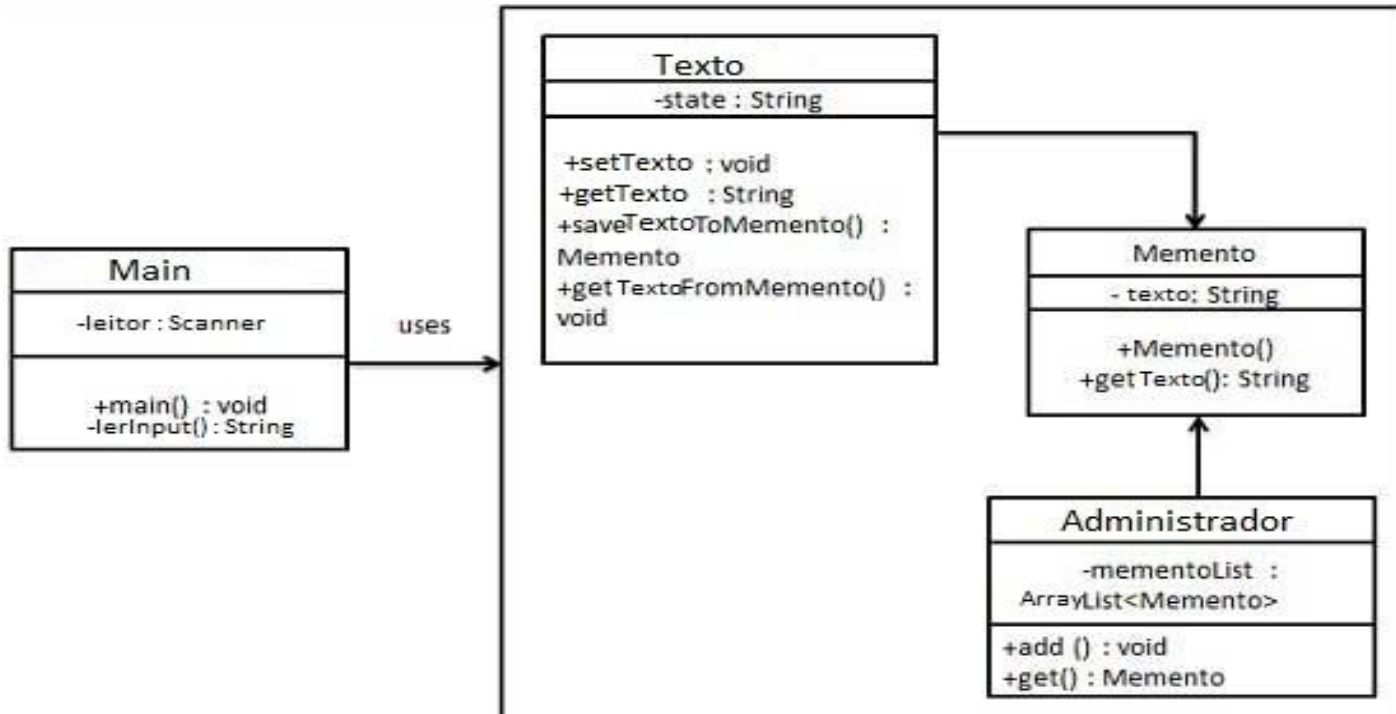 Main
-leitor : Scanner
+main() : void
-lerInput() : String
uses
Texto
-state : String
+setTexto : void
+getTexto : String
+saveTextoToMemento() :
Memento
+getTextoFromMemento() :
void
Memento
- texto: String
+Memento()
+getTexto(): String
Administrador
-mementoList :
ArrayList<Memento>
+add () : void
+get() : Memento